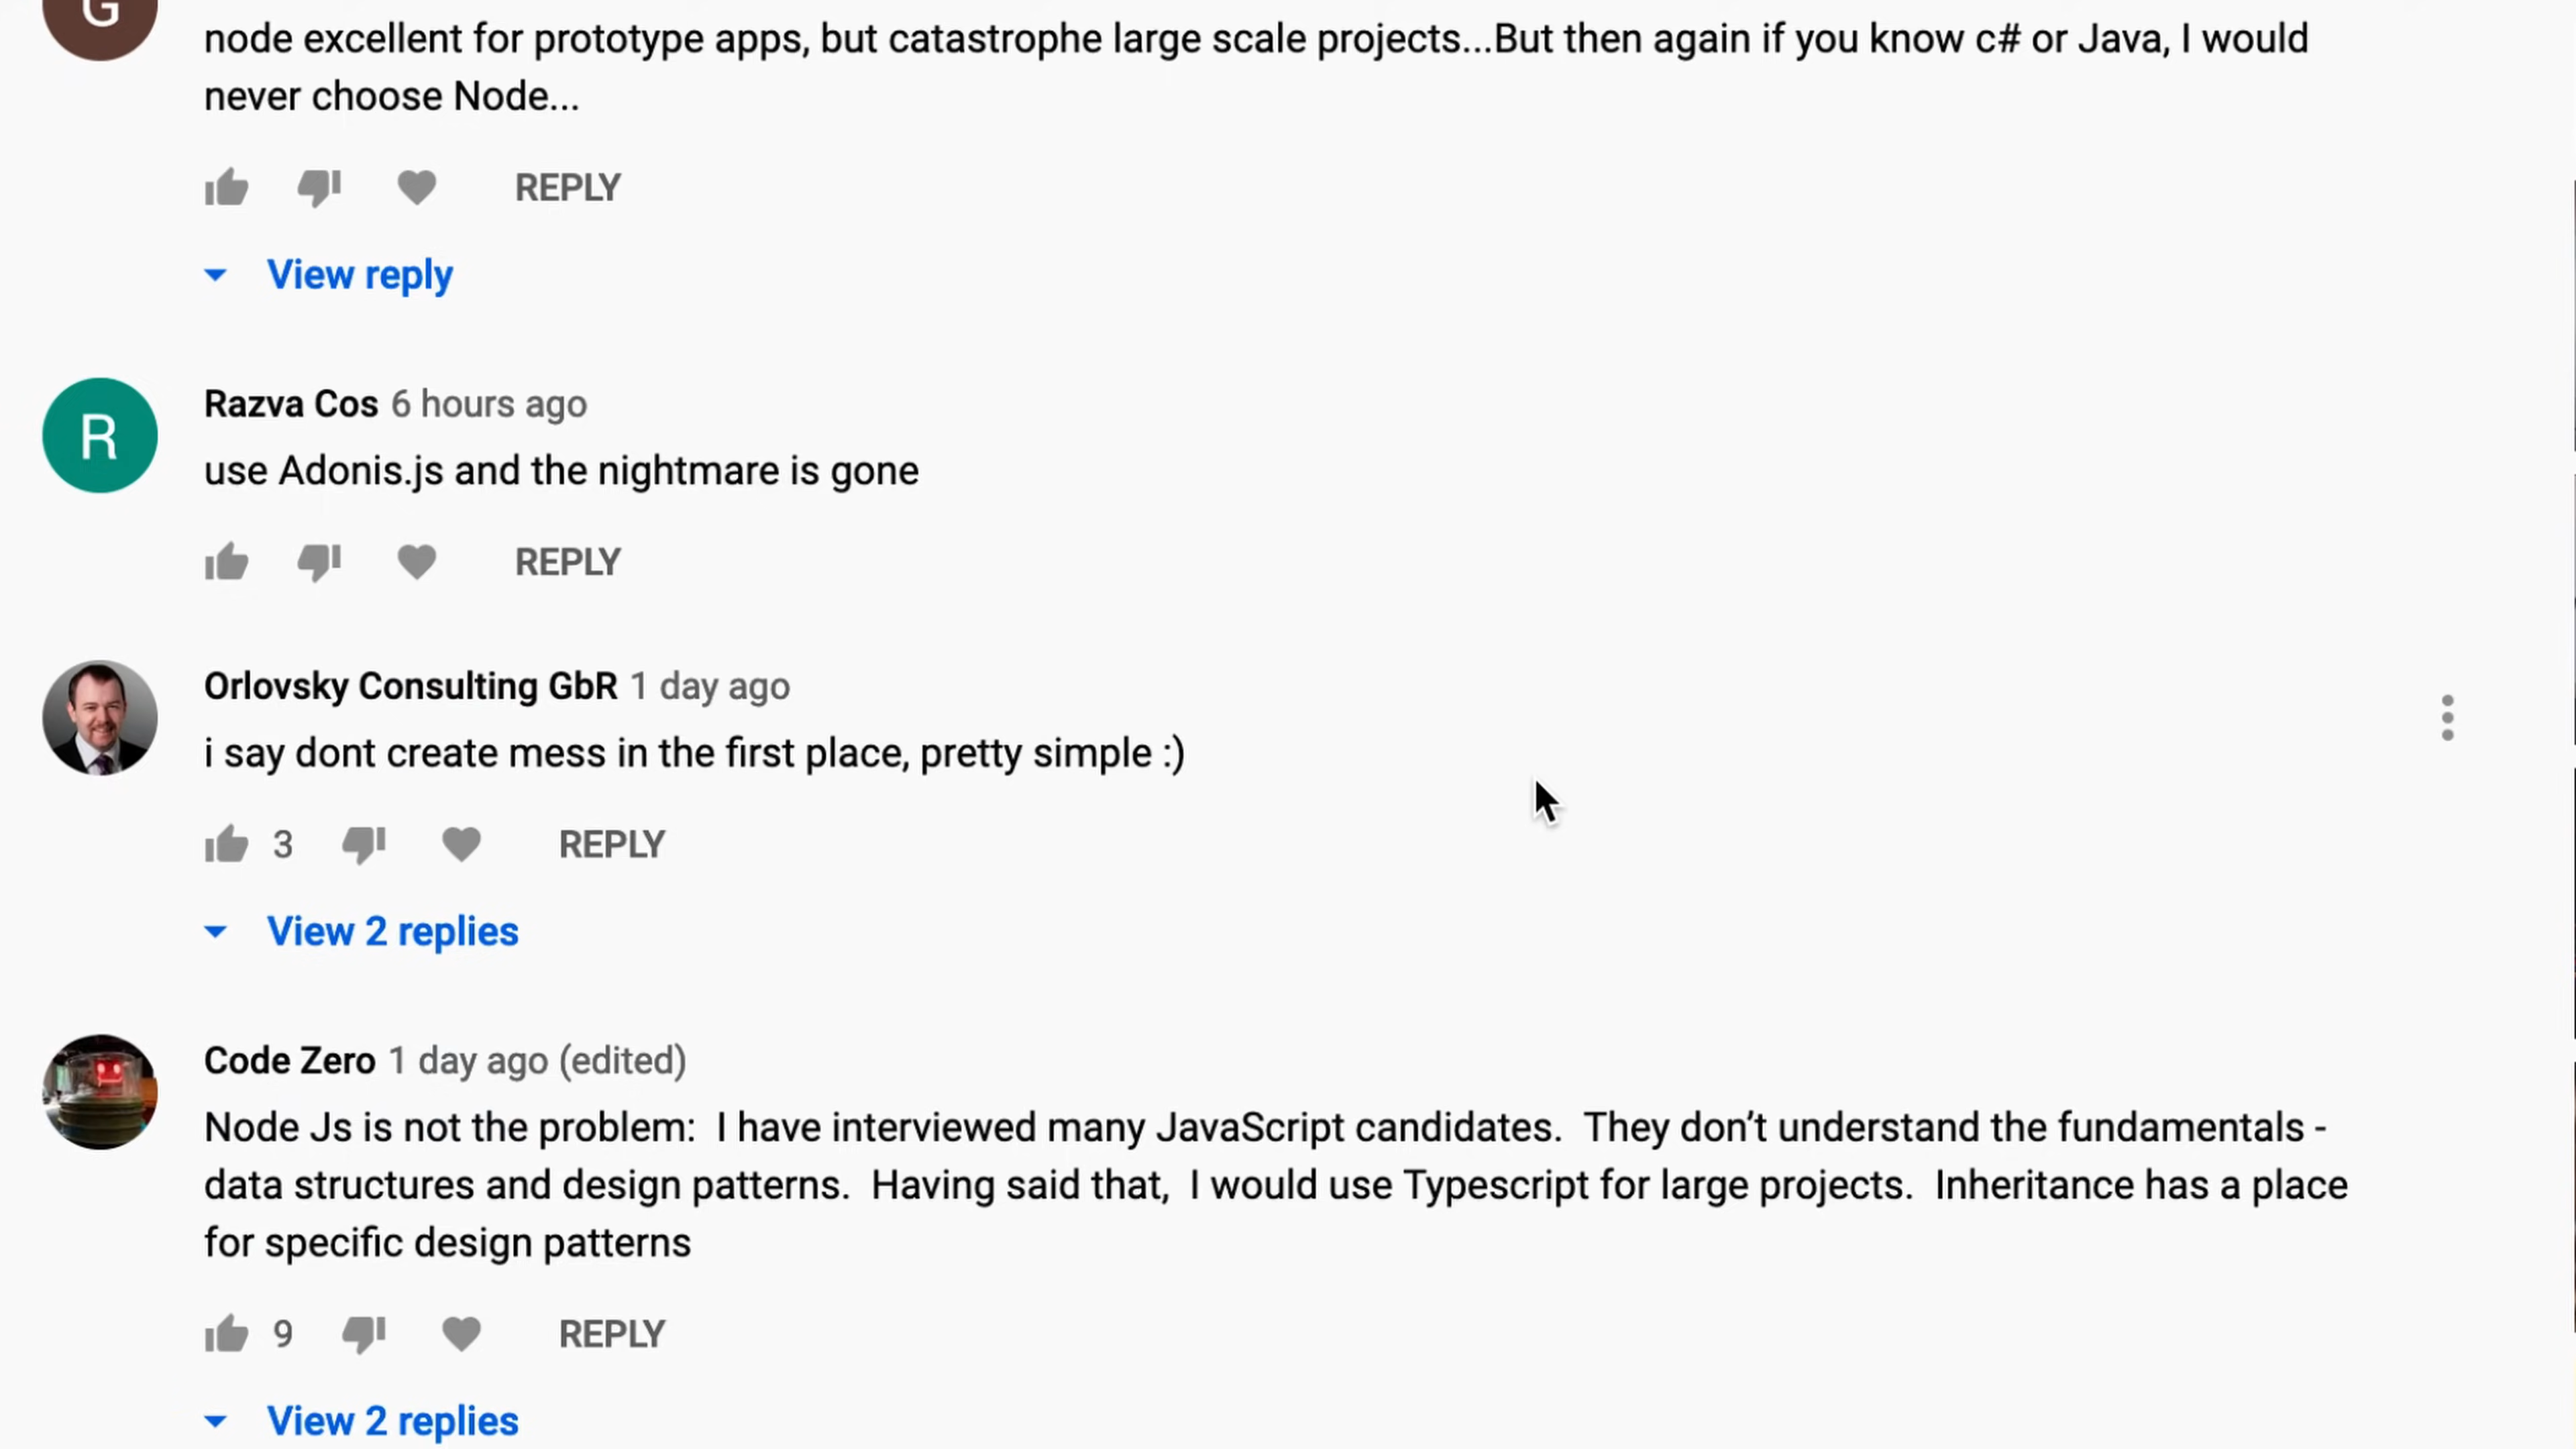 G
node excellent for prototype apps, but catastrophe large scale projects...But then again if you know c# or Java, I would
never choose Node...
REPLY
View reply
R
Razva Cos 6 hours ago
use Adonis.js and the nightmare is gone
REPLY
Orlovsky Consulting GbR 1 day ago
i say dont create mess in the first place, pretty simple :)
3 REPLY
View 2 replies
Code Zero 1 day ago (edited)
Node Js is not the problem:  I have interviewed many JavaScript candidates.  They don’t understand the fundamentals -
data structures and design patterns.  Having said that,  I would use Typescript for large projects.  Inheritance has a place
for specific design patterns
9 REPLY
View 2 replies